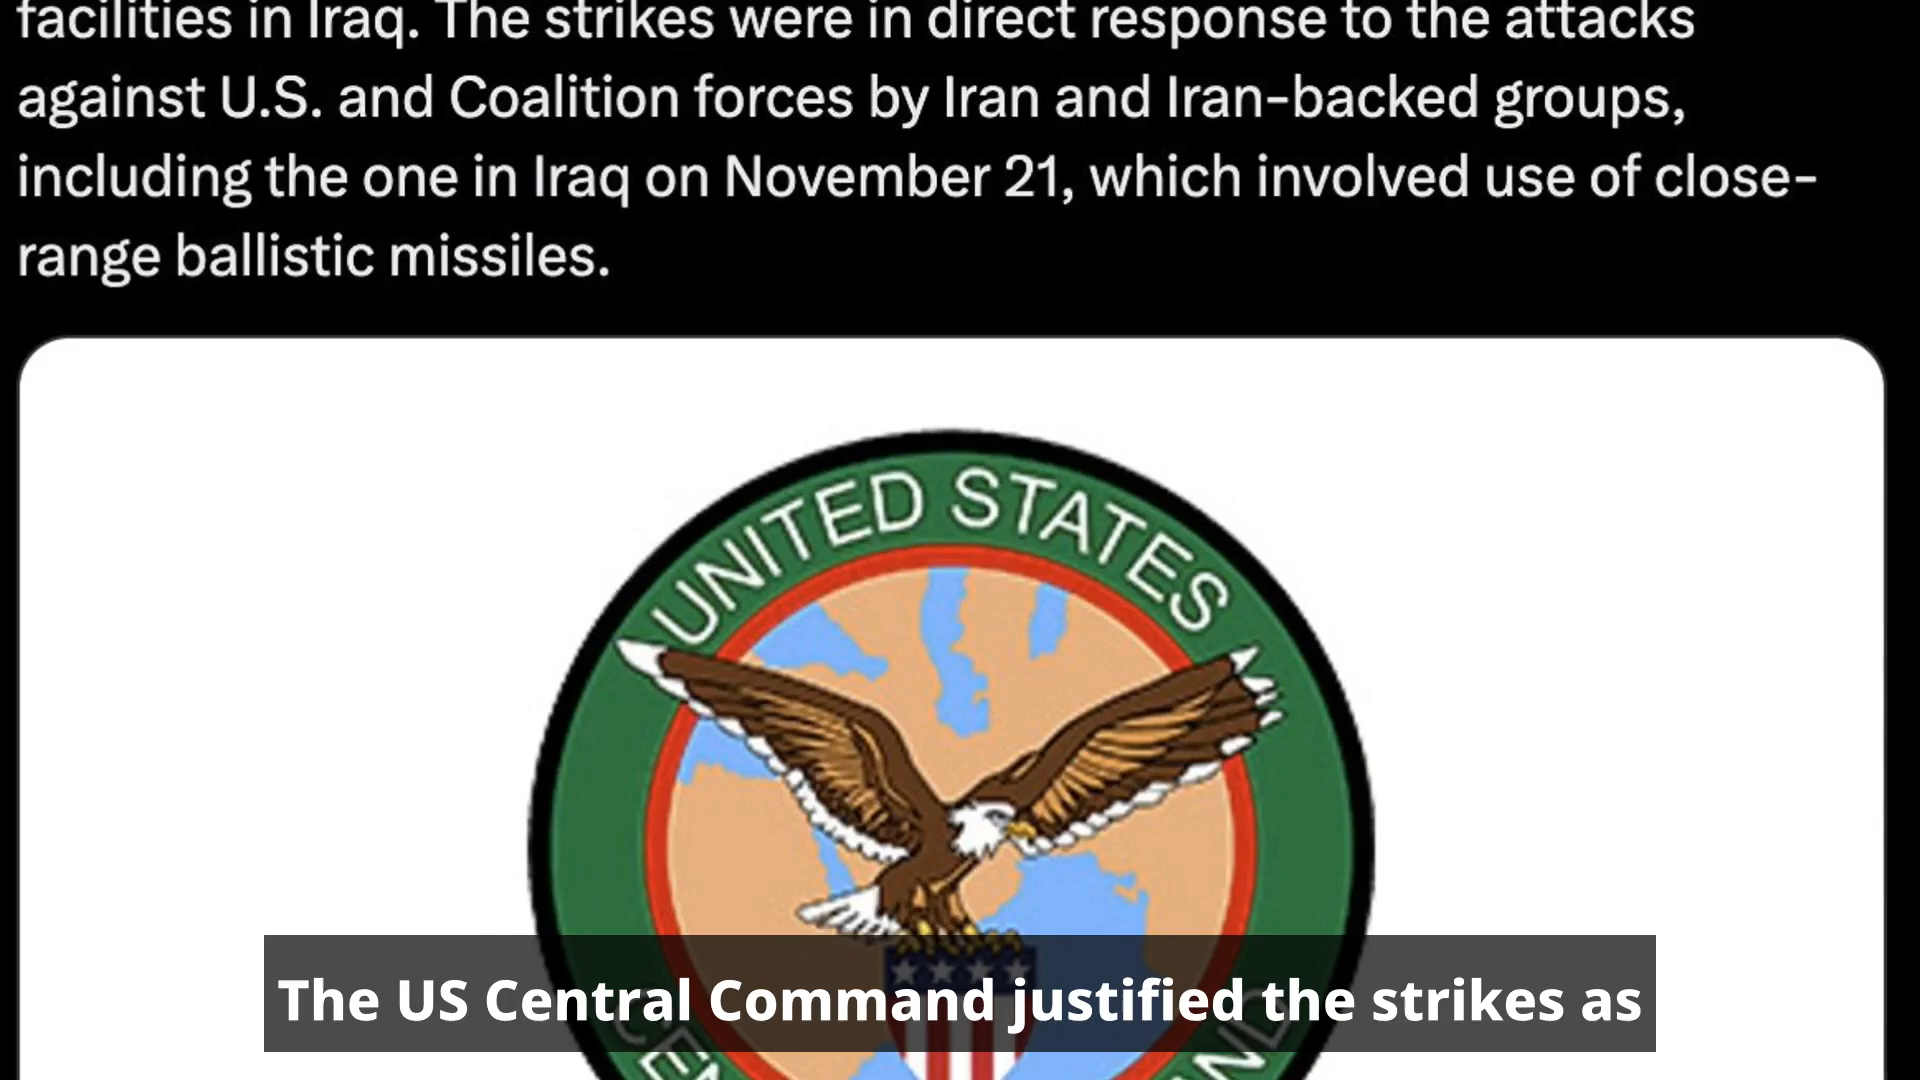 facilities in Iraq. The strikes were in direct response to the attacks
against U.S. and Coalition forces by Iran and Iran-backed groups,
including the one in Iraq on November 21, which involved use of close-
range ballistic missiles.
UNITED STATES
The US Central Command justified the strikes as